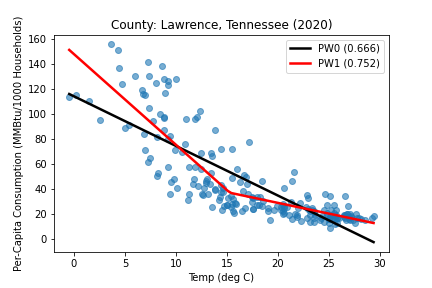 County: Lawrence, Tennessee (2020)
PW0 (0.666)
PW1 (0.752)
Per-Capita Consumption (MMBtu/1000 Households)
160
140
120
100
80
60
40
20
0
0 5 10 15 20 25 30
Temp (deg C)